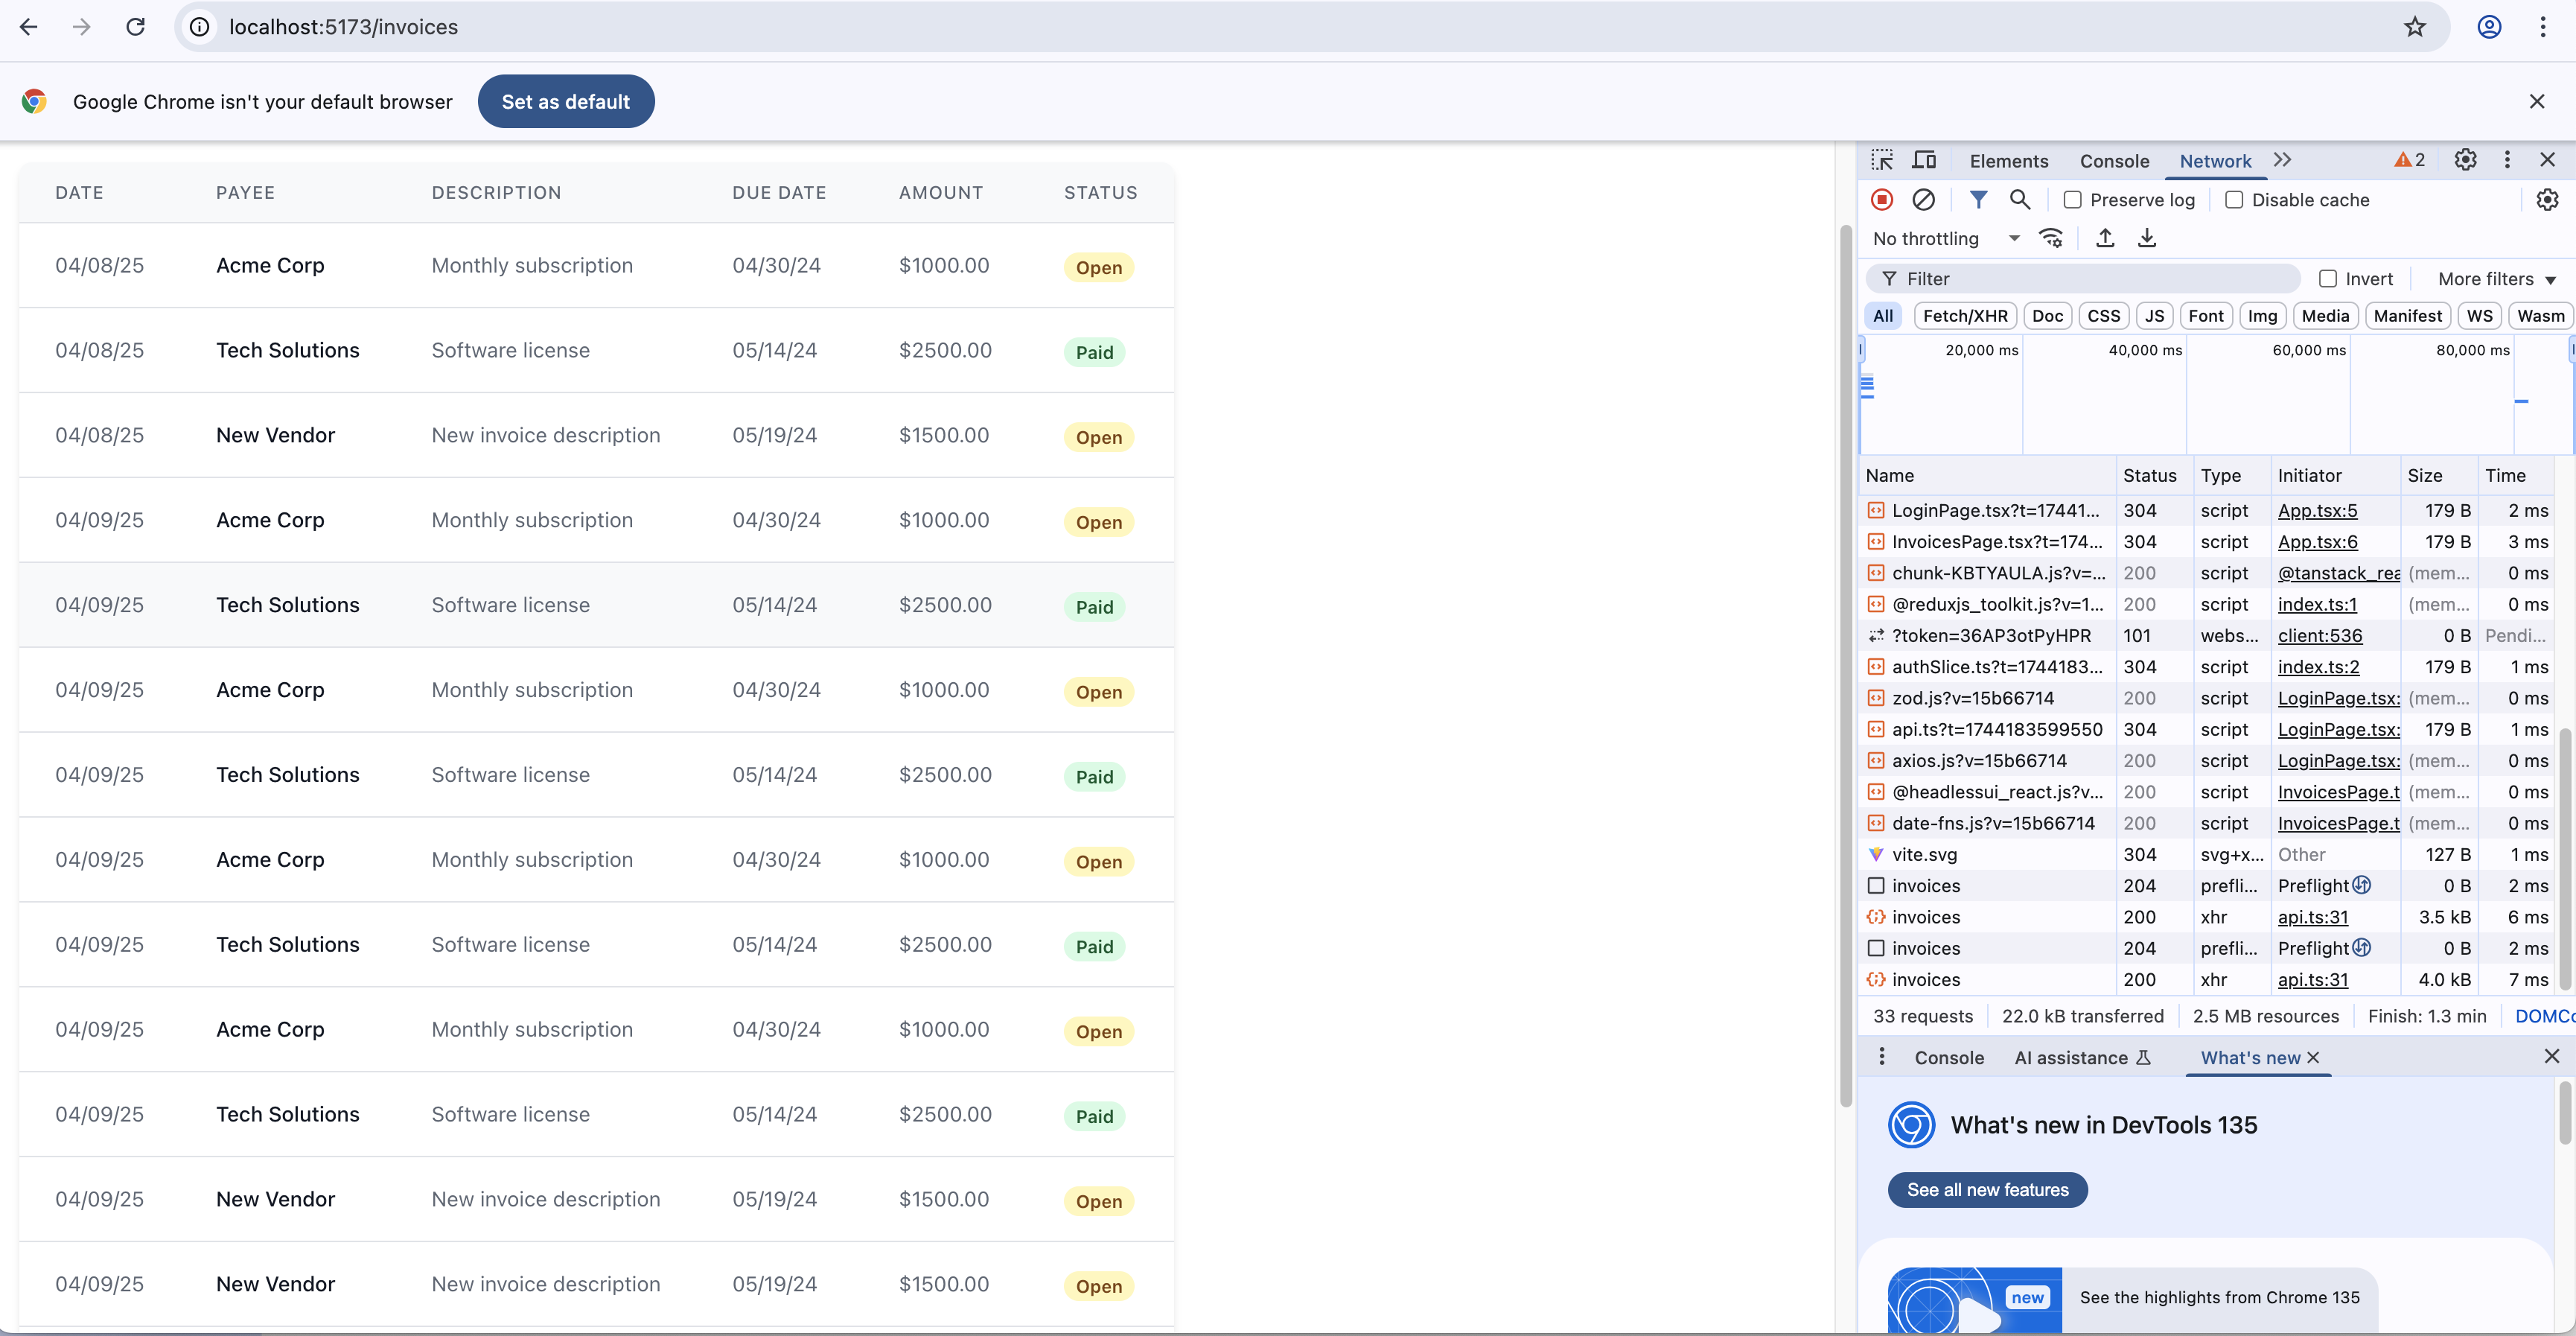 localhost:5173/invoices
Google Chrome isn't your default browser Set as default
DATE PAYEE DESCRIPTION DUE DATE AMOUNT STATUS
04/08/25 Acme Corp Monthly subscription 04/30/24 $1000.00 Open
04/08/25 Tech Solutions Software license 05/14/24 $2500.00 Paid
04/08/25 New Vendor New invoice description 05/19/24 $1500.00 Open
04/09/25 Acme Corp Monthly subscription 04/30/24 $1000.00 Open
04/09/25 Tech Solutions Software license 05/14/24 $2500.00 Paid
04/09/25 Acme Corp Monthly subscription 04/30/24 $1000.00 Open
04/09/25 Tech Solutions Software license 05/14/24 $2500.00 Paid
04/09/25 Acme Corp Monthly subscription 04/30/24 $1000.00 Open
04/09/25 Tech Solutions Software license 05/14/24 $2500.00 Paid
04/09/25 Acme Corp Monthly subscription 04/30/24 $1000.00 Open
04/09/25 Tech Solutions Software license 05/14/24 $2500.00 Paid
04/09/25 New Vendor New invoice description 05/19/24 $1500.00 Open
04/09/25 New Vendor New invoice description 05/19/24 $1500.00 Open
Elements Console Network 2
Preserve log Disable cache
No throttling
Filter Invert More filters
All Fetch/XHR Doc CSS JS Font Img Media Manifest WS Wasm
20,000 ms 40,000 ms 60,000 ms 80,000 ms
Name Status Type Initiator Size Time
LoginPage.tsx?t=17441... 304 script App.tsx:5 179 B 2 ms
InvoicesPage.tsx?t=174... 304 script App.tsx:6 179 B 3 ms
chunk-KBTYAULA.js?v=... 200 script @tanstack_rea (mem... 0 ms
@reduxjs_toolkit.js?v=1... 200 script index.ts:1 (mem... 0 ms
?token=36AP3otPyHPR 101 webs... client:536 0 B Pendi...
authSlice.ts?t=1744183... 304 script index.ts:2 179 B 1 ms
zod.js?v=15b66714 200 script LoginPage.tsx: (mem... 0 ms
api.ts?t=1744183599550 304 script LoginPage.tsx: 179 B 1 ms
axios.js?v=15b66714 200 script LoginPage.tsx: (mem... 0 ms
@headlessui_react.js?v... 200 script InvoicesPage.t (mem... 0 ms
date-fns.js?v=15b66714 200 script InvoicesPage.t (mem... 0 ms
vite.svg 304 svg+x... Other 127 B 1 ms
invoices 204 prefli... Preflight 0 B 2 ms
invoices 200 xhr api.ts:31 3.5 kB 6 ms
invoices 204 prefli... Preflight 0 B 2 ms
invoices 200 xhr api.ts:31 4.0 kB 7 ms
33 requests 22.0 kB transferred 2.5 MB resources Finish: 1.3 min DOMCo
Console AI assistance What's new
What's new in DevTools 135
See all new features
new See the highlights from Chrome 135